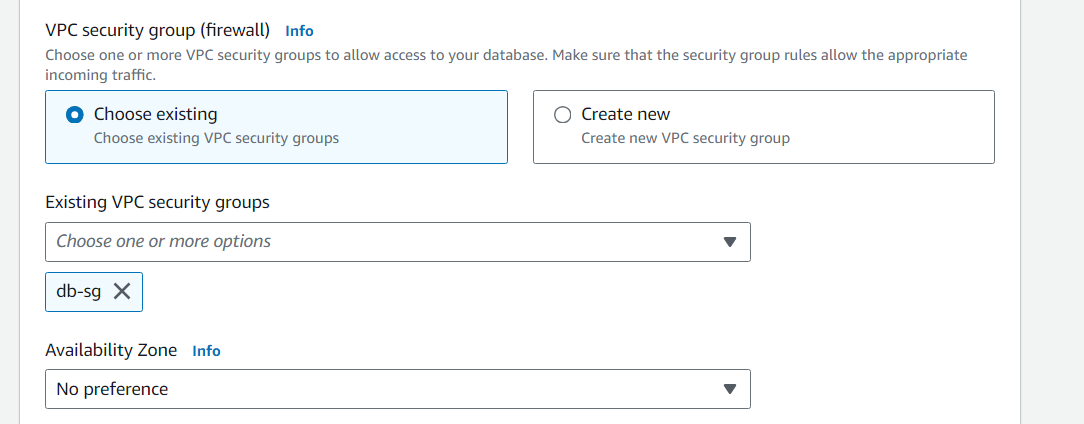 VPC security group (firewall) Info
Choose one or more VPC security groups to allow access to your database. Make sure that the security group rules allow the appropriate
incoming traffic.
Choose existing
Choose existing VPC security groups
Create new
Create new VPC security group
Existing VPC security groups
Choose one or more options
db-sg
Availability Zone Info
No preference